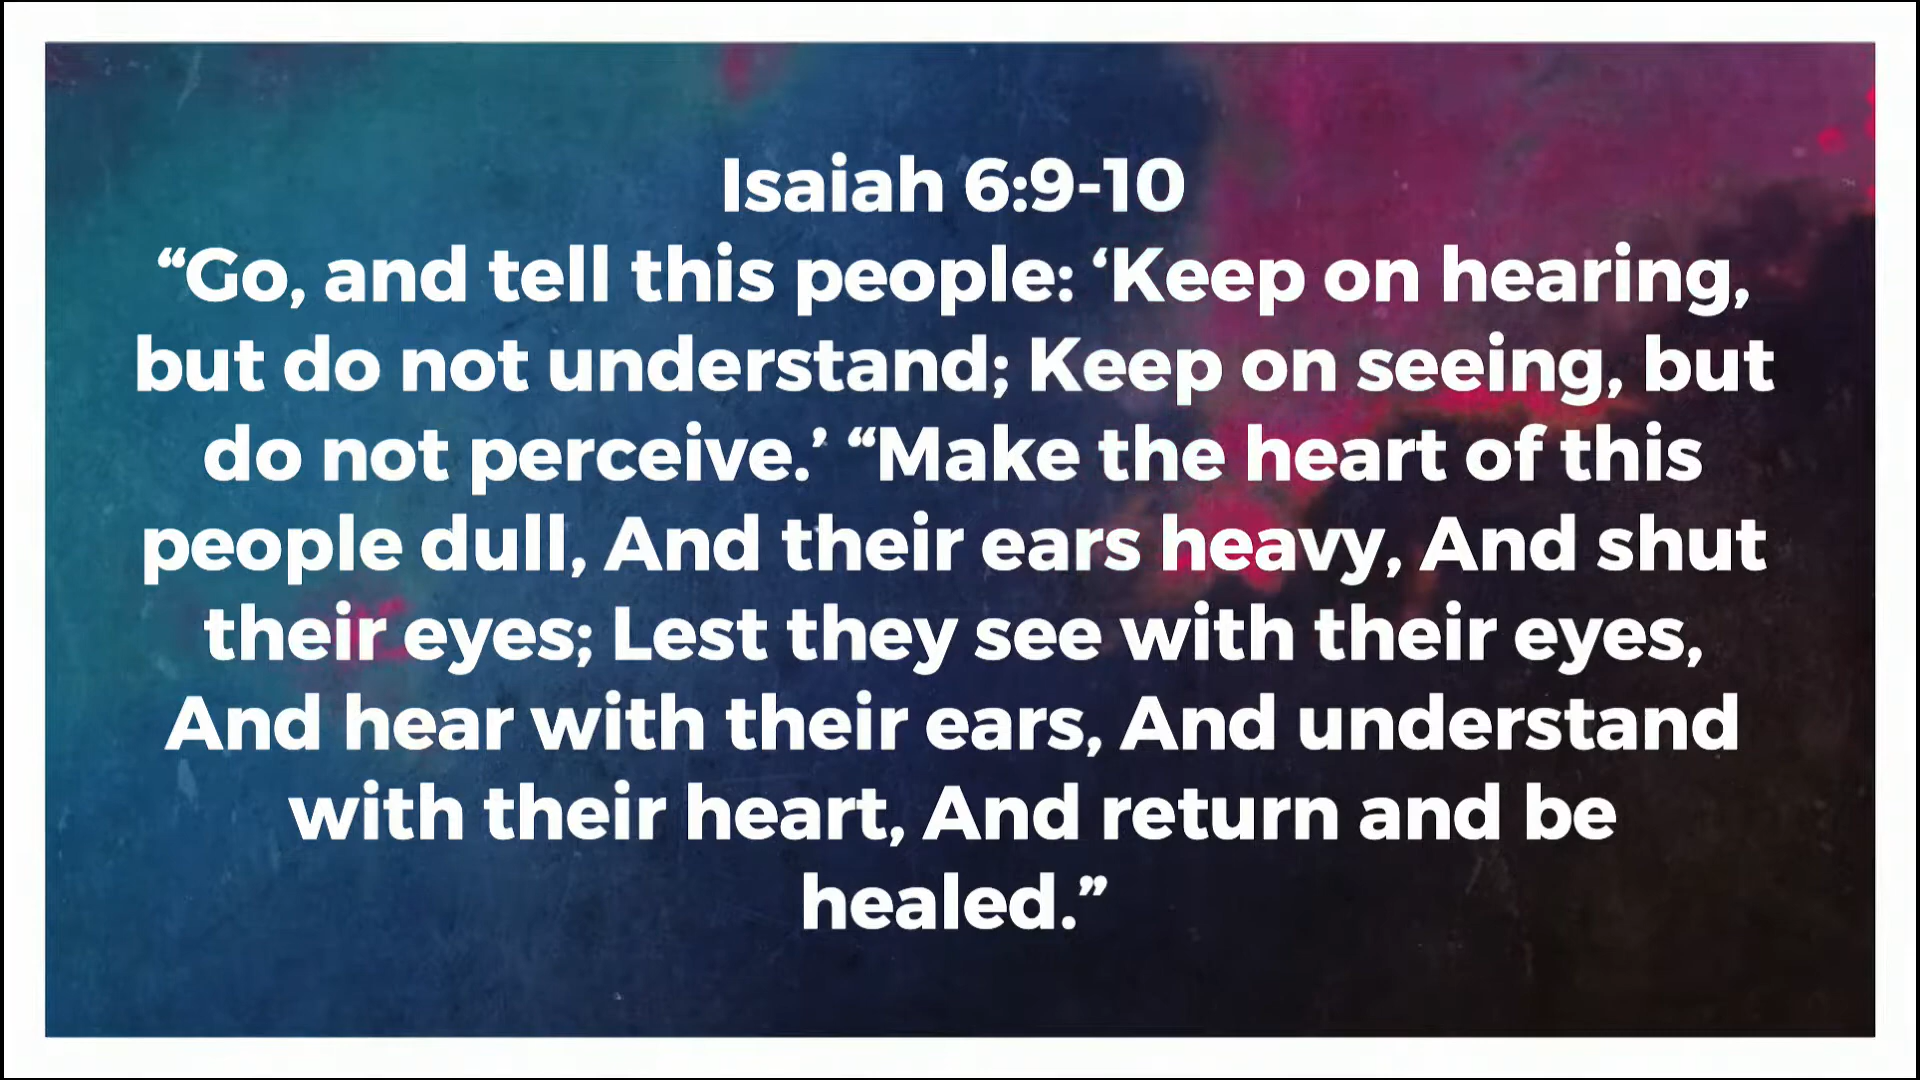 Isaiah 6:9-10
“Go, and tell this people: ‘Keep on hearing,
but do not understand; Keep on seeing, but
do not perceive.’ “Make the heart of this
people dull, And their ears heavy, And shut
their eyes; Lest they see with their eyes,
And hear with their ears, And understand
with their heart, And return and be
healed.”